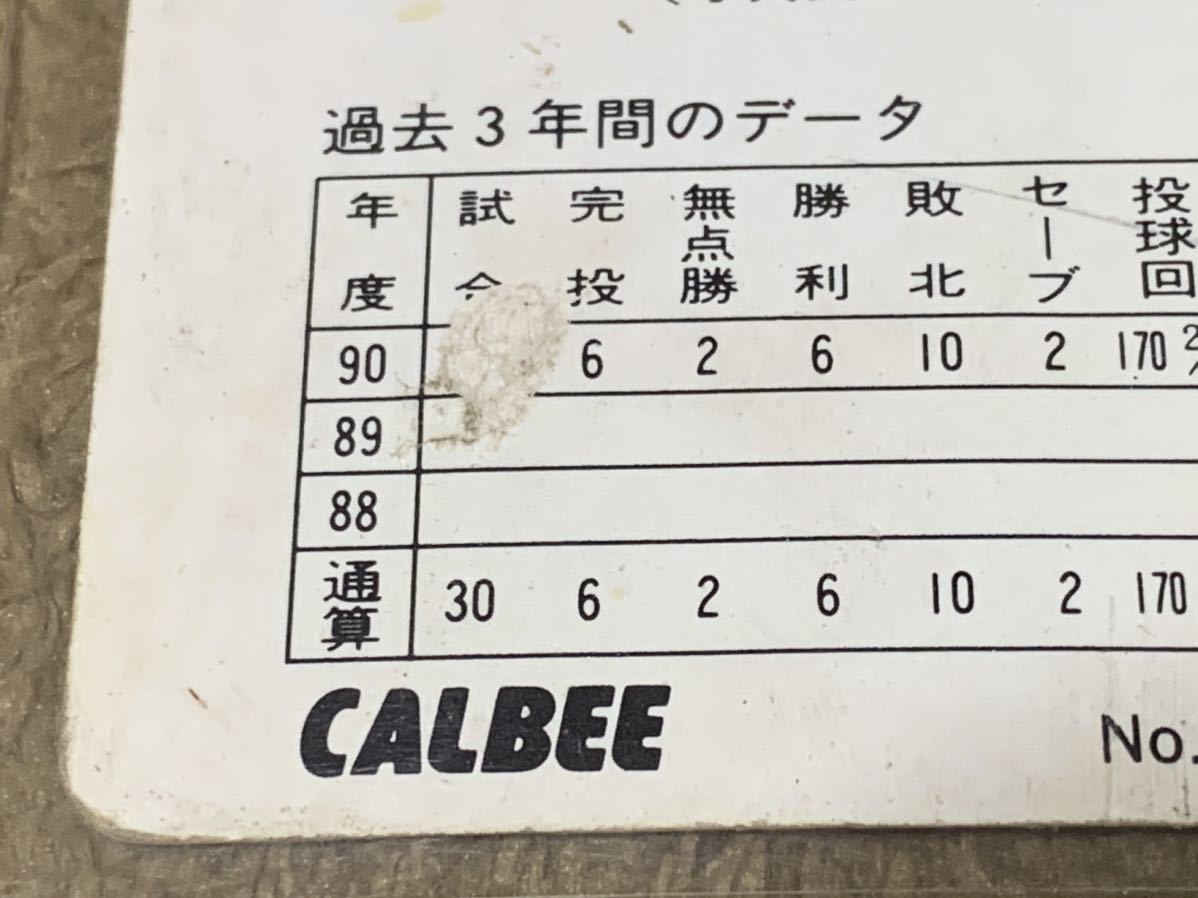 過去3年間のデータ
年度 試合 完投 無点勝 勝利 敗北 セーブ 投球回
90 6 2 6 10 2 170
89
88
通算 30 6 2 6 10 2 170
CALBEE
No.